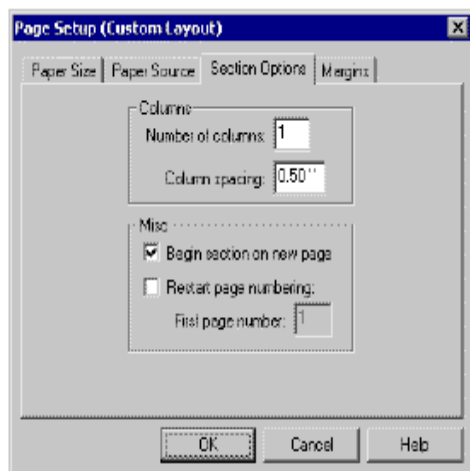 Page Setup (Custom Layout)
Paper Size Paper Source Section Options Margins
Columns
Number of columns: 1
Column spacing: 0.50"
Misc
Begin section on new page
Restart page numbering:
First page number: 1
OK Cancel Help